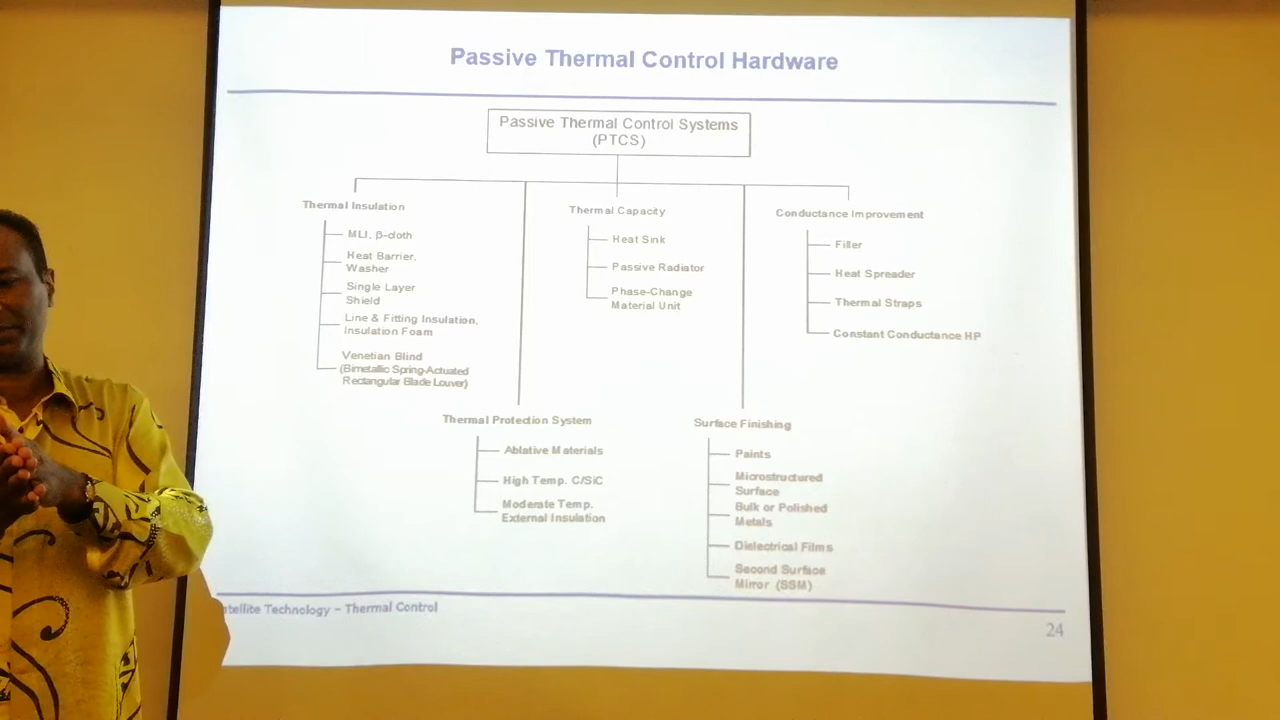 Passive Thermal Control Hardware
Passive Thermal Control Systems
(PTCS)
Thermal Insulation
MLI, β-cloth
Heat Barrier,
Washer
Single Layer
Shield
Line & Fitting Insulation,
Insulation Foam
Venetian Blind
(Bimetallic Spring-Actuated
Rectangular Blade Louver)
Thermal Protection System
Ablative Materials
High Temp. C/SiC
Moderate Temp.
External Insulation
Thermal Capacity
Heat Sink
Passive Radiator
Phase-Change
Material Unit
Surface Finishing
Paints
Microstructured
Surface
Bulk or Polished
Metals
Dielectrical Films
Second Surface
Mirror (SSM)
Conductance Improvement
Filler
Heat Spreader
Thermal Straps
Constant Conductance HP
Technology – Thermal Control
24